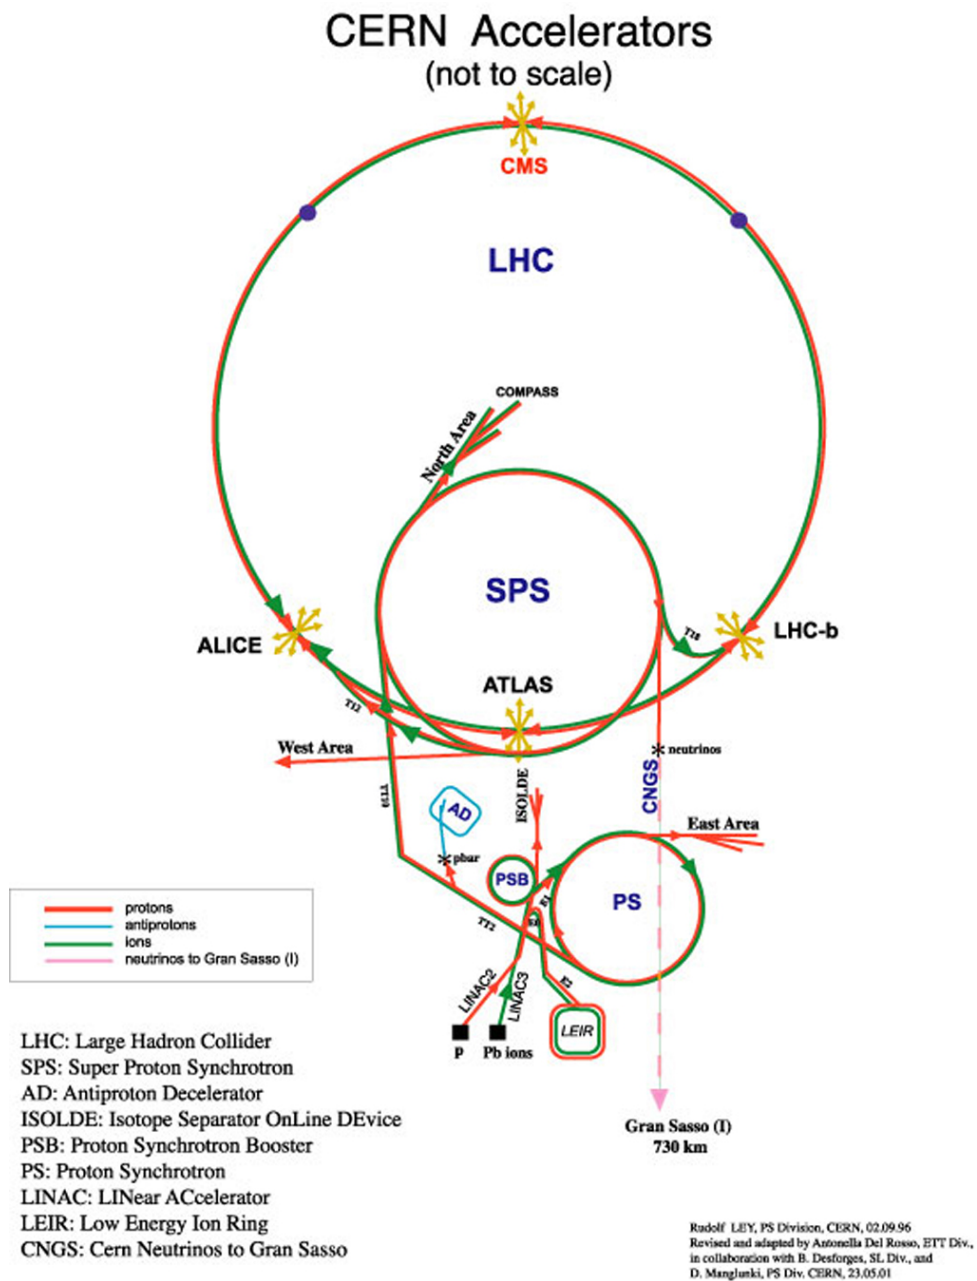 CERN Accelerators
(not to scale)
CMS
LHC
COMPASS
North Area
SPS
ALICE
T18
LHC-b
ATLAS
T12
West Area
neutrinos
CNGS
ISOLDE
TT10
AD
East Area
pbar
PSB
PS
E1
TT2
E0
LINAC2
LINAC3
E2
LEIR
P
Pb ions
protons
antiprotons
ions
neutrinos to Gran Sasso (I)
Gran Sasso (I)
730 km
LHC: Large Hadron Collider
SPS: Super Proton Synchrotron
AD: Antiproton Decelerator
ISOLDE: Isotope Separator OnLine DEvice
PSB: Proton Synchrotron Booster
PS: Proton Synchrotron
LINAC: LINear ACcelerator
LEIR: Low Energy Ion Ring
CNGS: Cern Neutrinos to Gran Sasso
Rudolf LEY, PS Division, CERN, 02.09.96
Revised and adapted by Antonella Del Rosso, ETT Div.,
in collaboration with B. Desforges, SL Div., and
D. Manglunki, PS Div. CERN, 23.05.01